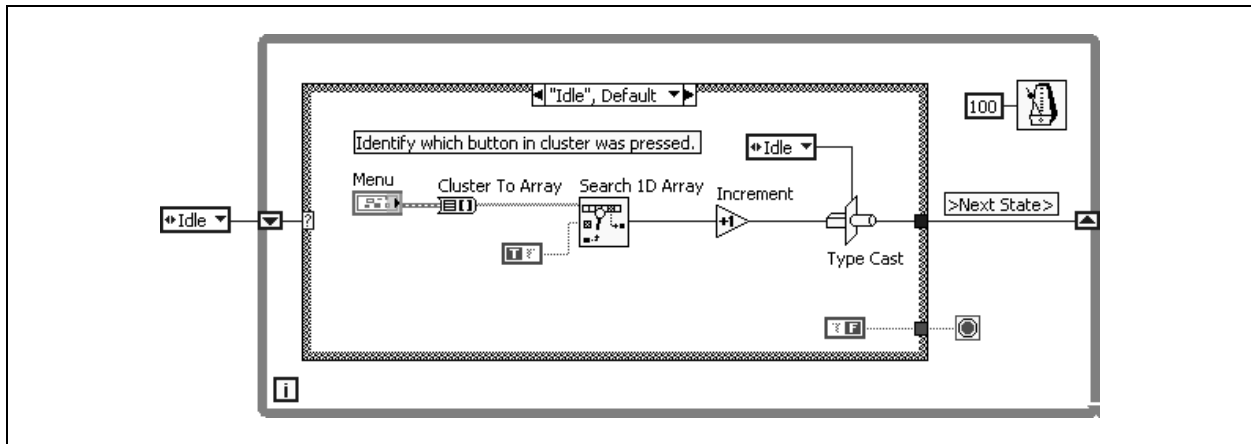 "Idle", Default
100
Identify which button in cluster was pressed.
Idle
Menu
Cluster To Array
Search 1D Array
Increment
>Next State>
Idle
?
+1
T
Type Cast
F
i